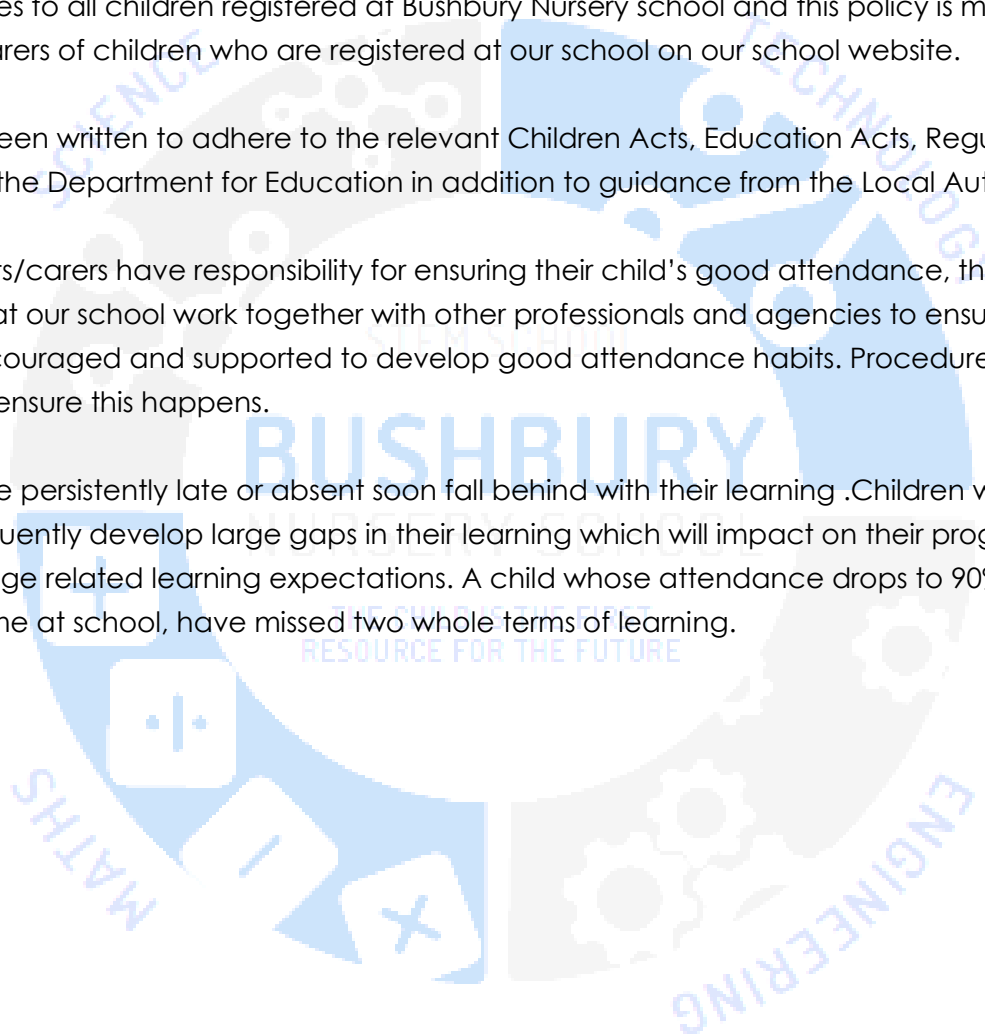 es to all children registered at Bushbury Nursery school and this policy is m
arers of children who are registered at our school on our school website.
een written to adhere to the relevant Children Acts, Education Acts, Regu
the Department for Education in addition to guidance from the Local Aut
ts/carers have responsibility for ensuring their child’s good attendance, th
at our school work together with other professionals and agencies to ensu
couraged and supported to develop good attendance habits. Procedure
ensure this happens.
e persistently late or absent soon fall behind with their learning .Children w
quently develop large gaps in their learning which will impact on their prog
ge related learning expectations. A child whose attendance drops to 90%
me at school, have missed two whole terms of learning.
SCIENCE
TECHNOLOGY
STEM SCHOOL
BUSHBURY
NURSERY SCHOOL
THE CHILD IS THE FIRST
RESOURCE FOR THE FUTURE
MATHS
ENGINEERING